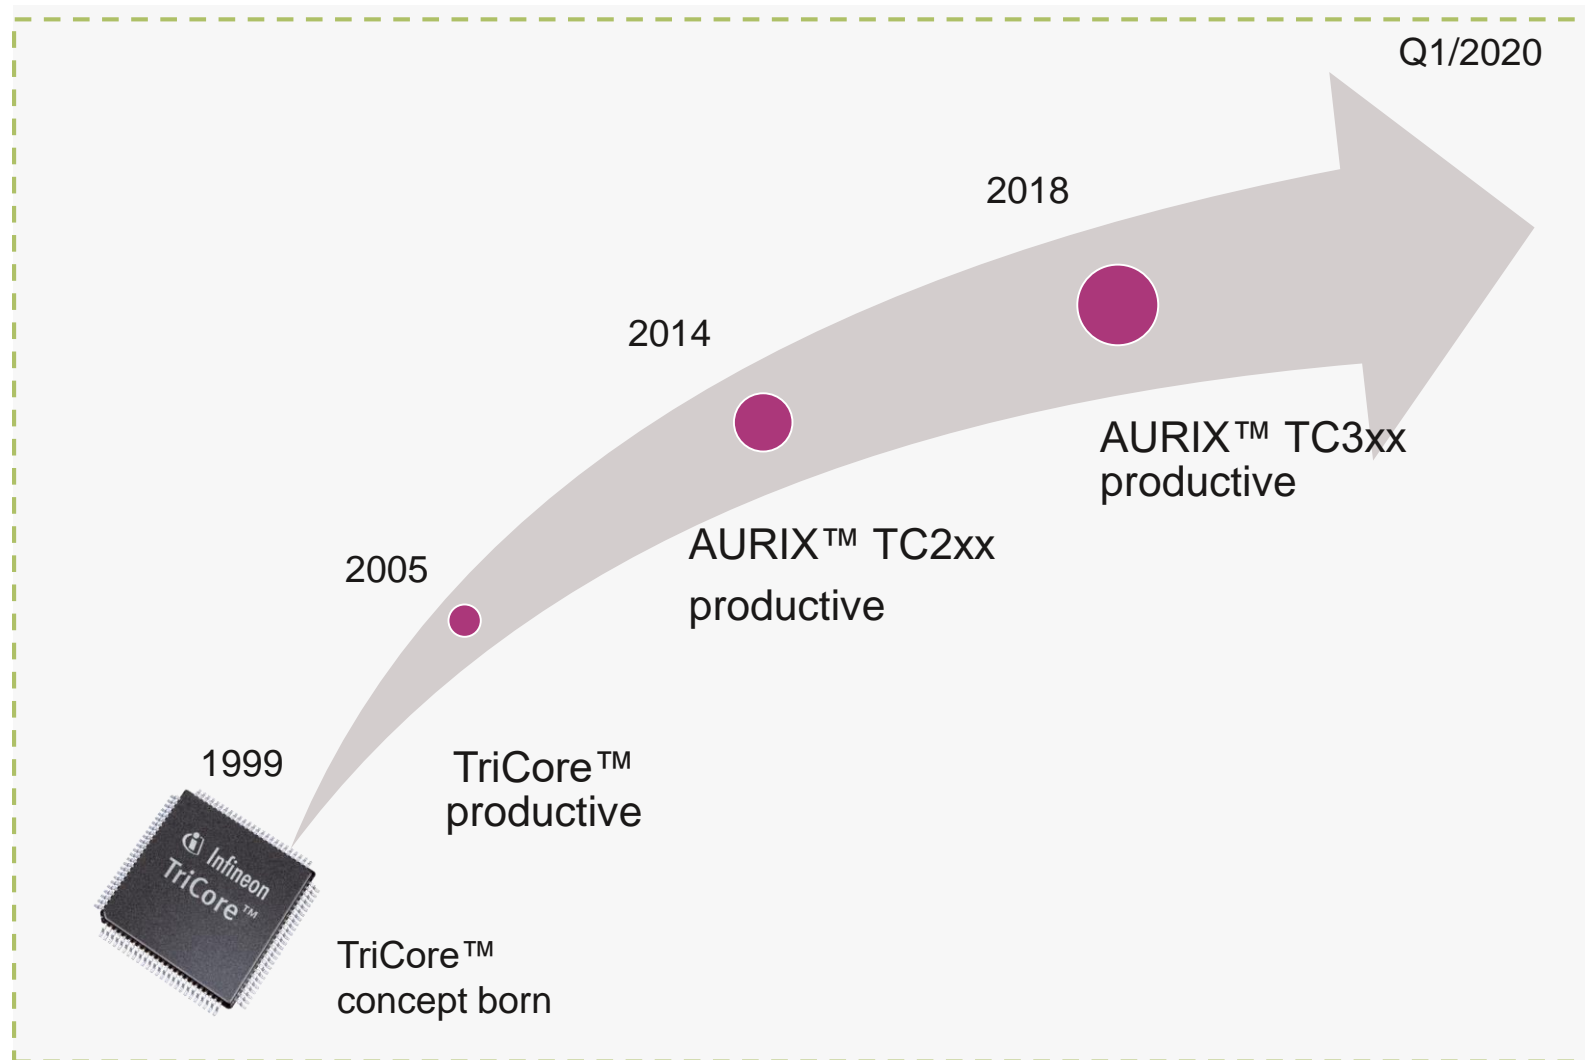 Q1/2020
2018
2014
AURIX™ TC3xx
productive
AURIX™ TC2xx
productive
2005
1999
TriCore™
productive
Infineon
TriCore™
TriCore™
concept born